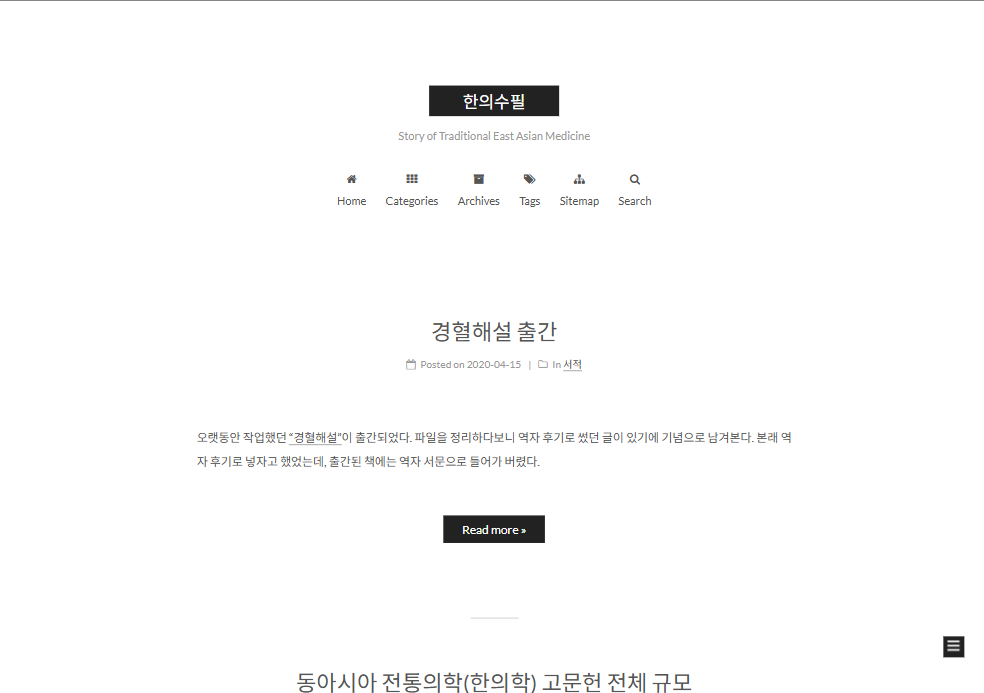 한의수필
Story of Traditional East Asian Medicine
Home Categories Archives Tags Sitemap Search
경혈해설 출간
Posted on 2020-04-15 | In 서적
오랫동안 작업했던 “경혈해설”이 출간되었다. 파일을 정리하다보니 역자 후기로 썼던 글이 있기에 기념으로 남겨본다. 본래 역
자 후기로 넣자고 했었는데, 출간된 책에는 역자 서문으로 들어가 버렸다.
Read more »
동아시아 전통의학(한의학) 고문헌 전체 규모